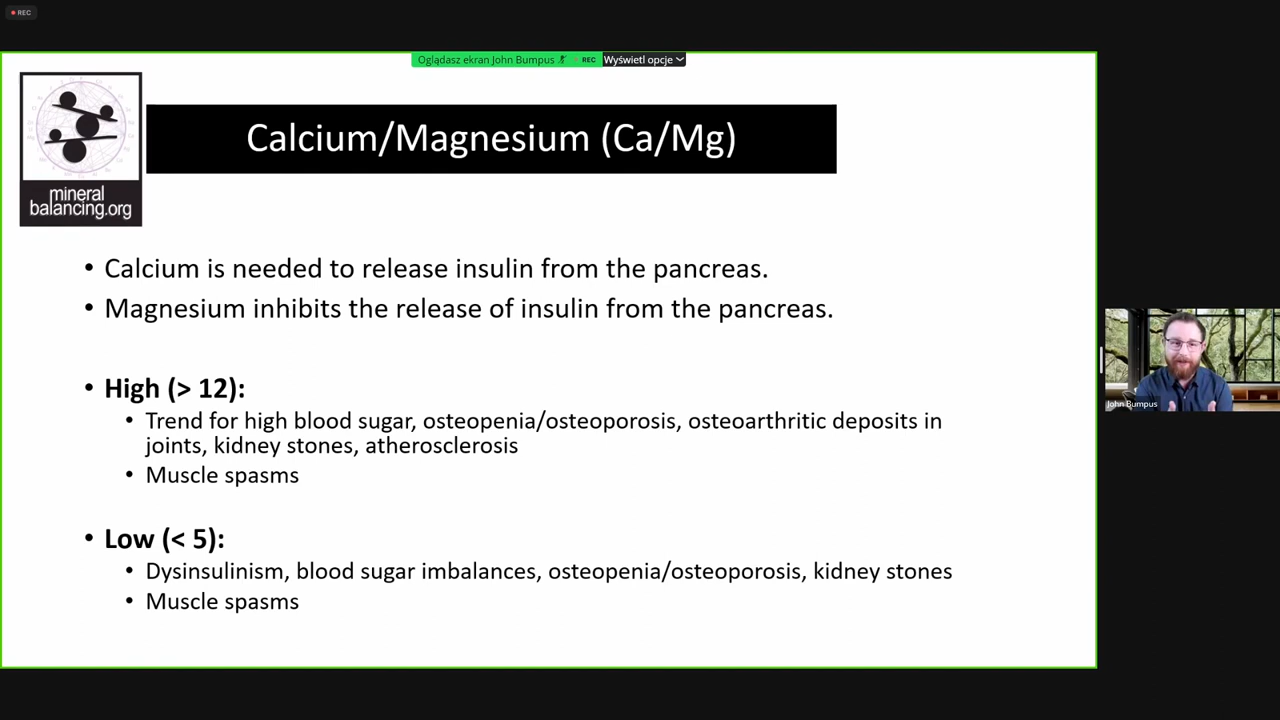 REC
Oglądasz ekran John Bumpus
REC
Wyświetl opcje
Calcium/Magnesium (Ca/Mg)
mineral
balancing.org
• Calcium is needed to release insulin from the pancreas.
• Magnesium inhibits the release of insulin from the pancreas.
• High (> 12):
• Trend for high blood sugar, osteopenia/osteoporosis, osteoarthritic deposits in
joints, kidney stones, atherosclerosis
• Muscle spasms
• Low (< 5):
• Dysinsulinism, blood sugar imbalances, osteopenia/osteoporosis, kidney stones
• Muscle spasms
John Bumpus